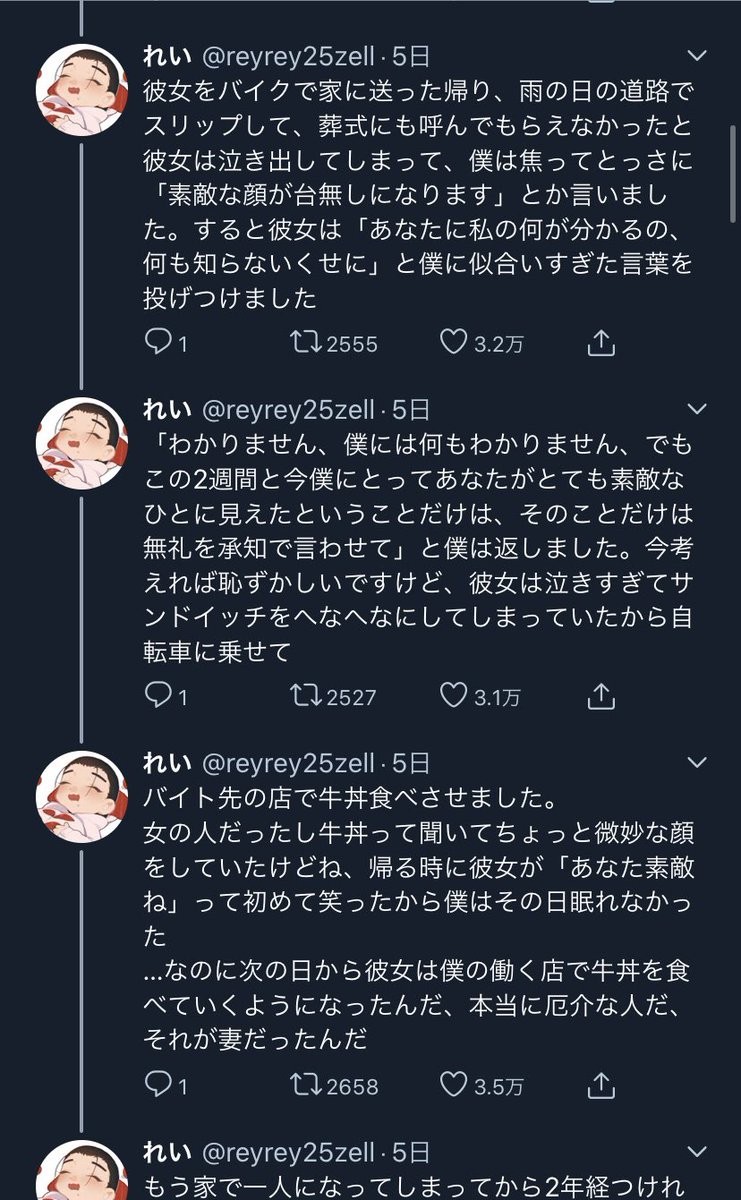 れい @reyrey25zell · 5日
彼女をバイクで家に送った帰り、雨の日の道路で
スリップして、葬式にも呼んでもらえなかったと
彼女は泣き出してしまって、僕は焦ってとっさに
「素敵な顔が台無しになります」とか言いまし
た。すると彼女は「あなたに私の何が分かるの、
何も知らないくせに」と僕に似合いすぎた言葉を
投げつけました
1 2555 3.2万
れい @reyrey25zell · 5日
「わかりません、僕には何もわかりません、でも
この2週間と今僕にとってあなたがとても素敵な
ひとに見えたということだけは、そのことだけは
無礼を承知で言わせて」と僕は返しました。今考
えれば恥ずかしいですけど、彼女は泣きすぎてサ
ンドイッチをへなへなにしてしまっていたから自
転車に乗せて
1 2527 3.1万
れい @reyrey25zell · 5日
バイト先の店で牛丼食べさせました。
女の人だったし牛丼って聞いてちょっと微妙な顔
をしていたけどね、帰る時に彼女が「あなた素敵
ね」って初めて笑ったから僕はその日眠れなかっ
た
...なのに次の日から彼女は僕の働く店で牛丼を食
べていくようになったんだ、本当に厄介な人だ、
それが妻だったんだ
1 2658 3.5万
れい @reyrey25zell · 5日
もう家で一人になってしまってから2年経つけれ